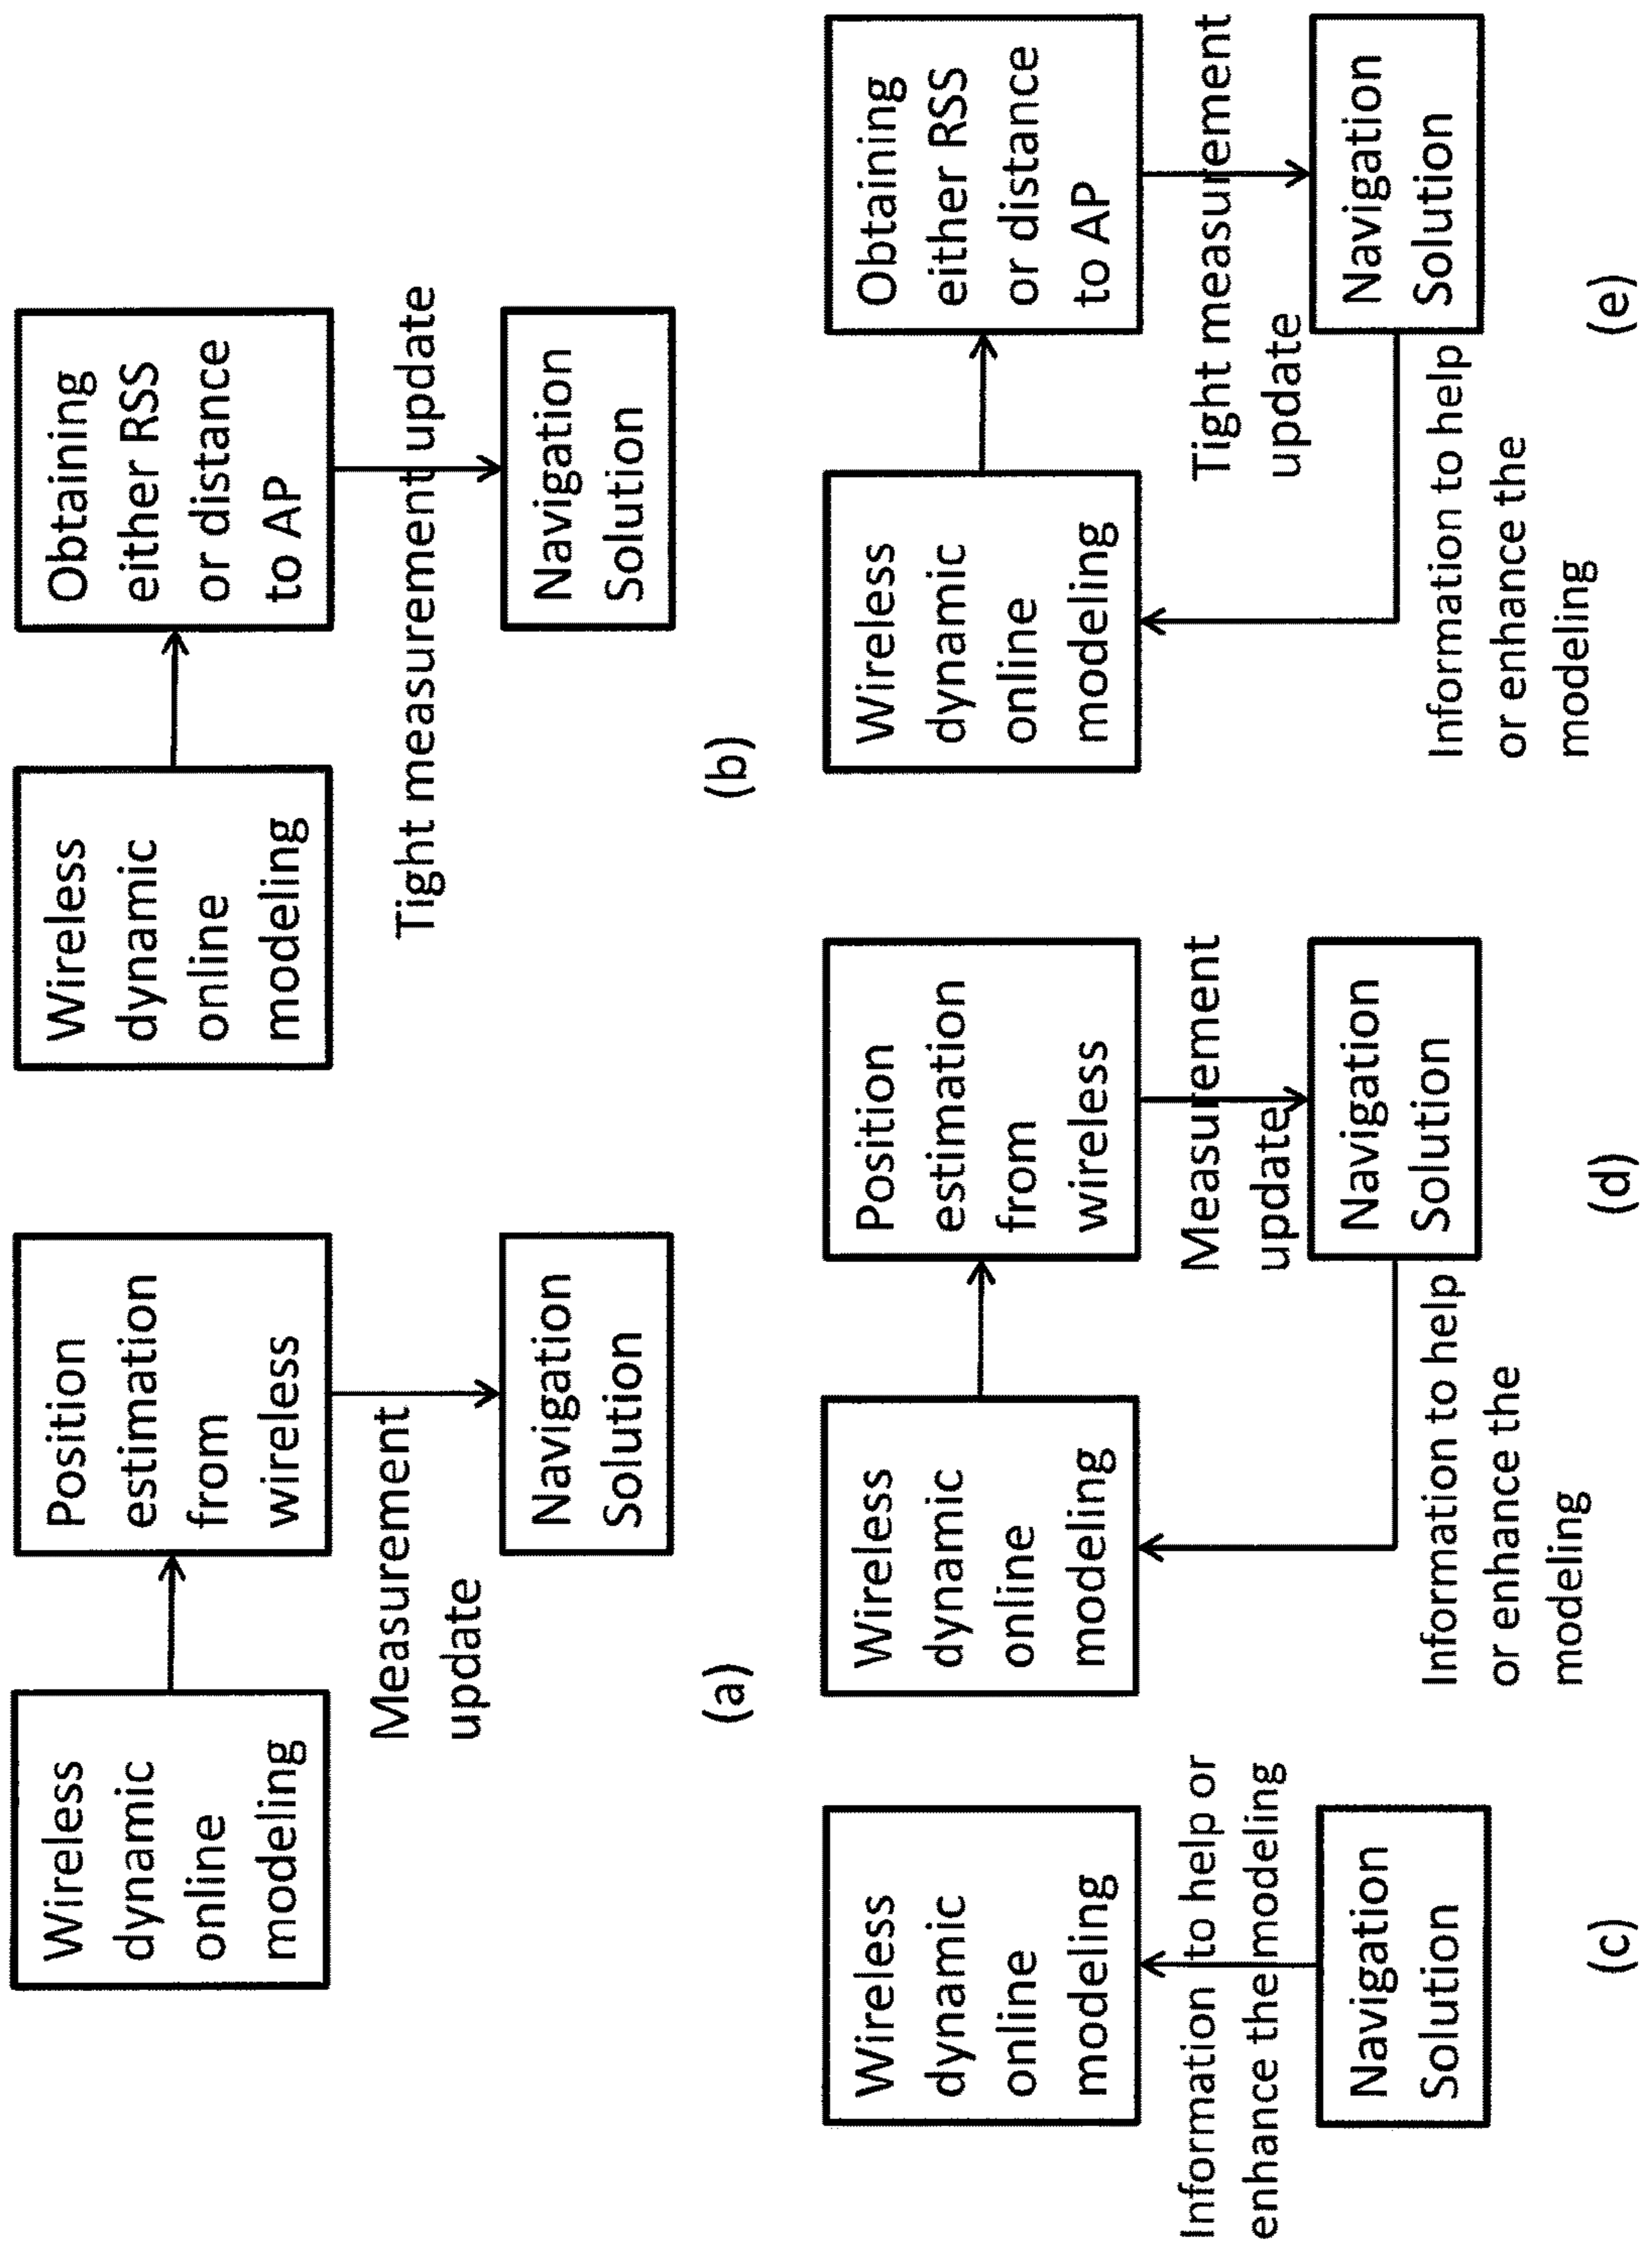 Wireless
dynamic
online
modeling
Position
estimation
from
wireless
Measurement
update
Navigation
Solution
(a)
Wireless
dynamic
online
modeling
Obtaining
either RSS
or distance
to AP
Tight measurement update
Navigation
Solution
(b)
Wireless
dynamic
online
modeling
Information to help or
enhance the modeling
Navigation
Solution
(c)
Wireless
dynamic
online
modeling
Position
estimation
from
wireless
Measurement
update
Navigation
Solution
Information to help
or enhance the
modeling
(d)
Wireless
dynamic
online
modeling
Obtaining
either RSS
or distance
to AP
Tight measurement
update
Navigation
Solution
Information to help
or enhance the
modeling
(e)